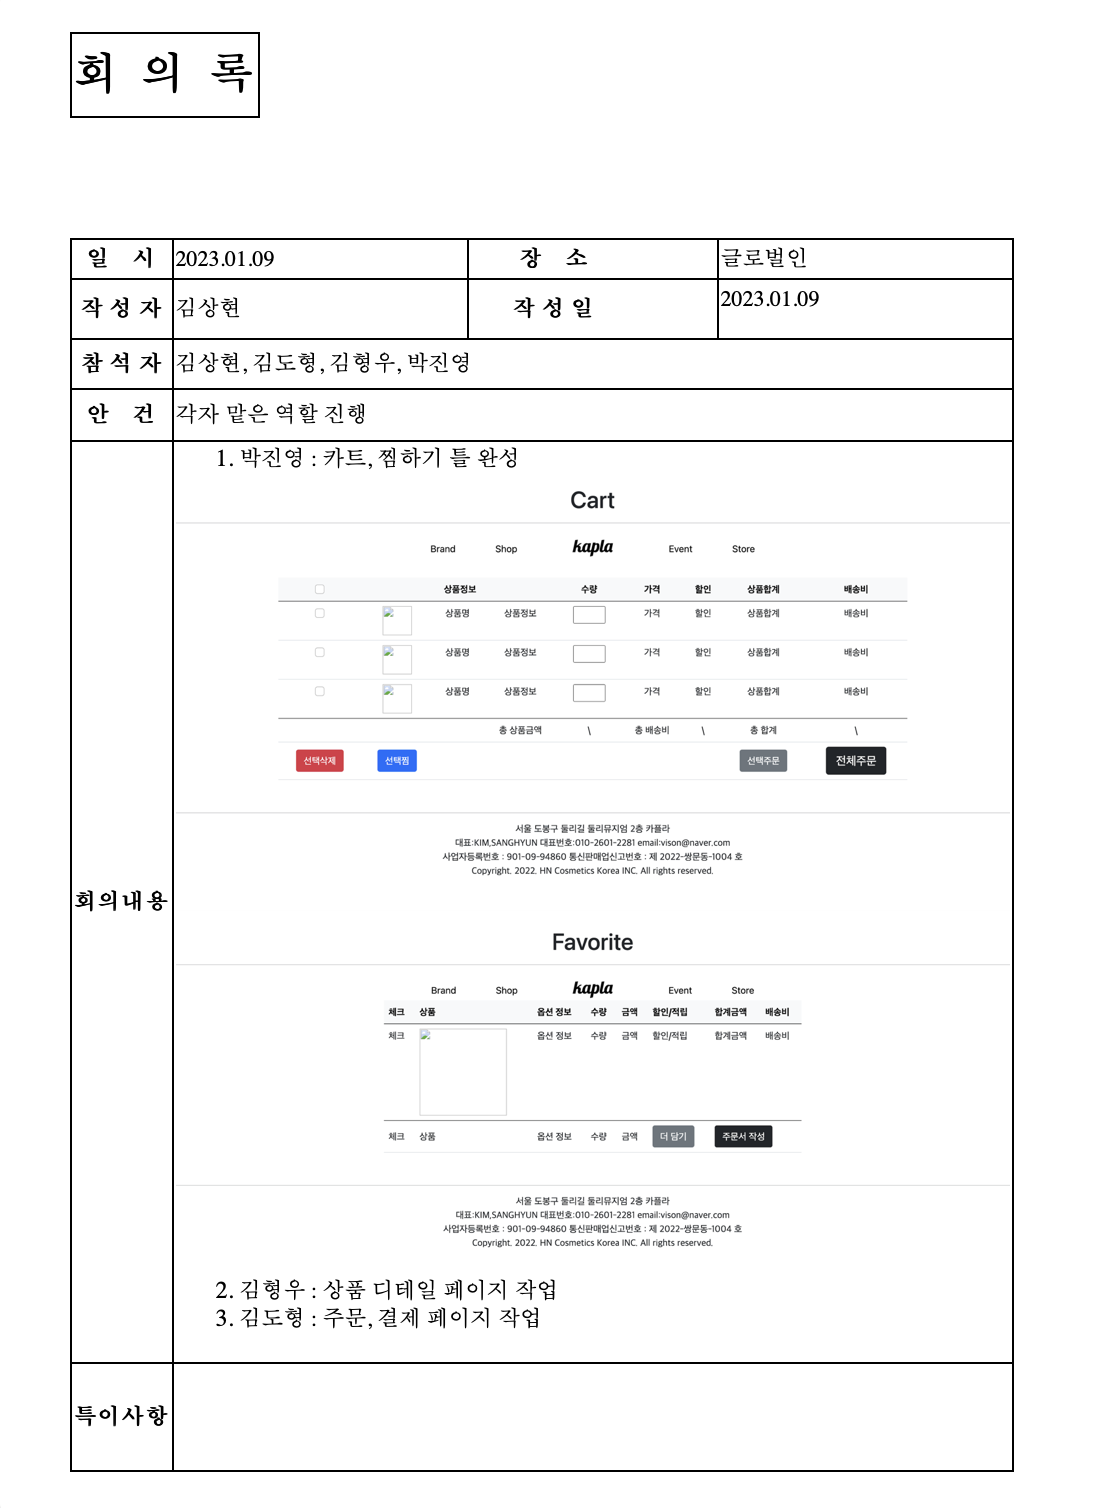 회 의 록
일 시 2023.01.09 장 소 글로벌인
작 성 자 김상현 작 성 일 2023.01.09
참 석 자 김상현, 김도형, 김형우, 박진영
안 건 각자 맡은 역할 진행
회의내용
1. 박진영 : 카트, 찜하기 틀 완성
Cart
Brand Shop kapla Event Store
상품정보 수량 가격 할인 상품합계 배송비
상품명 상품정보 가격 할인 상품합계 배송비
상품명 상품정보 가격 할인 상품합계 배송비
상품명 상품정보 가격 할인 상품합계 배송비
총 상품금액 \ 총 배송비 \ 총 합계 \
선택삭제 선택찜 선택주문 전체주문
서울 도봉구 둘리길 둘리뮤지엄 2층 카플라
대표:KIM,SANGHYUN 대표번호:010-2601-2281 email:vison@naver.com
사업자등록번호 : 901-09-94860 통신판매업신고번호 : 제 2022-쌍문동-1004 호
Copyright. 2022. HN Cosmetics Korea INC. All rights reserved.
Favorite
Brand Shop kapla Event Store
체크 상품 옵션 정보 수량 금액 할인/적립 합계금액 배송비
체크 옵션 정보 수량 금액 할인/적립 합계금액 배송비
체크 상품 옵션 정보 수량 금액 더 담기 주문서 작성
서울 도봉구 둘리길 둘리뮤지엄 2층 카플라
대표:KIM,SANGHYUN 대표번호:010-2601-2281 email:vison@naver.com
사업자등록번호 : 901-09-94860 통신판매업신고번호 : 제 2022-쌍문동-1004 호
Copyright. 2022. HN Cosmetics Korea INC. All rights reserved.
2. 김형우 : 상품 디테일 페이지 작업
3. 김도형 : 주문, 결제 페이지 작업
특이사항